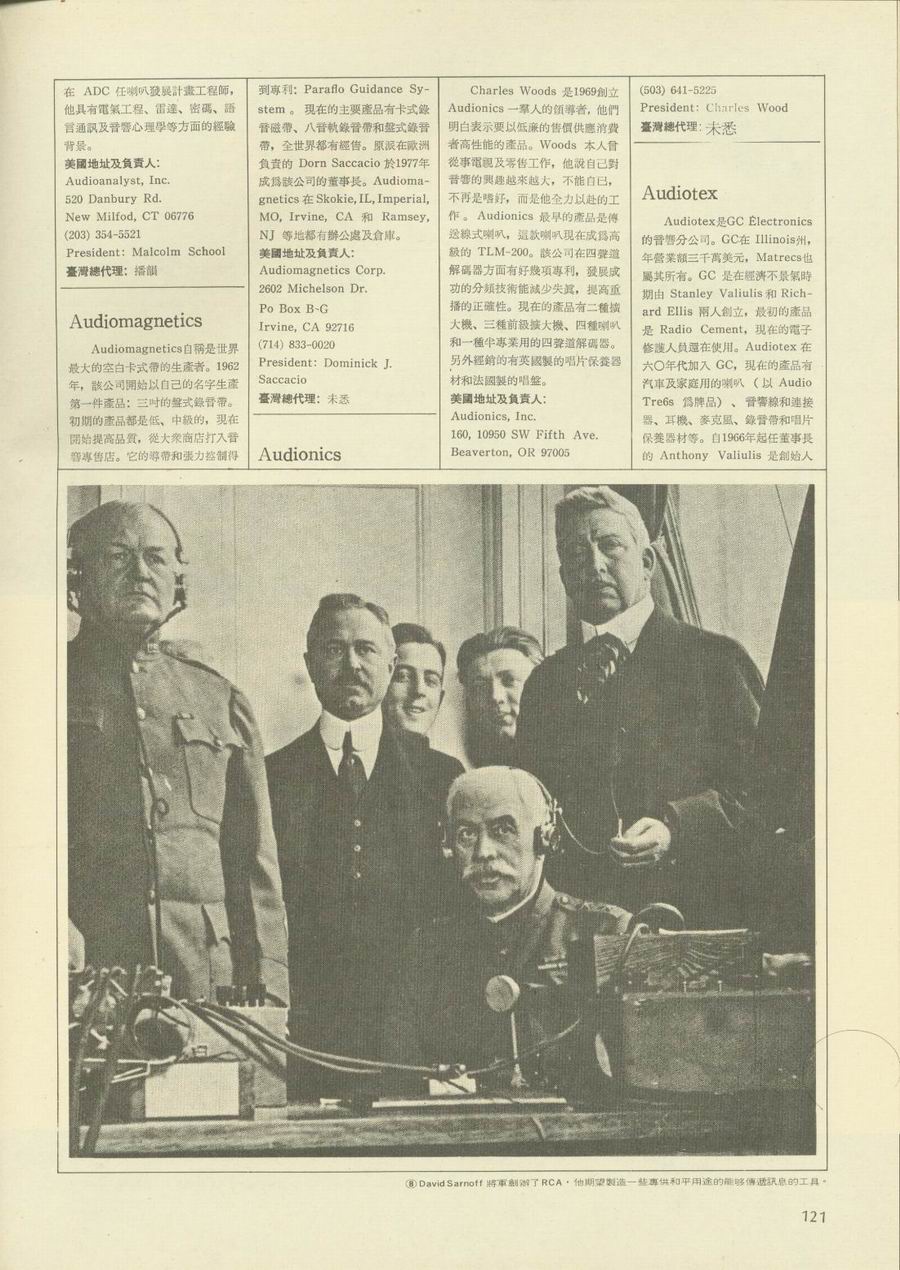 在 ADC 任喇叭發展計畫工程師，
他具有電氣工程、雷達、密碼、語
言通訊及音響心理學等方面的經驗
背景。
美國地址及負責人：
Audioanalyst, Inc.
520 Danbury Rd.
New Milfod, CT 06776
(203) 354-5521
President: Malcolm School
臺灣總代理：播韻
Audiomagnetics
Audiomagnetics自稱是世界
最大的空白卡式帶的生產者。1962
年，該公司開始以自己的名字生產
第一件產品：三吋的盤式錄音帶。
初期的產品都是低、中級的，現在
開始提高品質，從大衆商店打入音
響專售店。它的導帶和張力控制得
到專利：Paraflo Guidance Sy-
stem 。 現在的主要產品有卡式錄
音磁帶、八音軌錄音帶和盤式錄音
帶，全世界都有經售。原派在歐洲
負責的 Dorn Saccacio 於1977年
成爲該公司的董事長。Audioma-
gnetics 在 Skokie, IL, Imperial,
MO, Irvine, CA 和 Ramsey,
NJ 等地都有辦公處及倉庫。
美國地址及負責人：
Audiomagnetics Corp.
2602 Michelson Dr.
Po Box B-G
Irvine, CA 92716
(714) 833-0020
President: Dominick J.
Saccacio
臺灣總代理：未悉
Audionics
Charles Woods 是1969創立
Audionics 一羣人的領導者，他們
明白表示要以低廉的售價供應消費
者高性能的產品。Woods 本人曾
從事電視及零售工作，他說自己對
音響的興趣越來越大，不能自已，
不再是嗜好，而是他全力以赴的工
作 。Audionics 最早的產品是傳
送線式喇叭，這款喇叭現在成爲高
級的 TLM-200。該公司在四聲道
解碼器方面有好幾項專利，發展成
功的分頻技術能減少失眞，提高重
播的正確性。現在的產品有二種擴
大機、三種前級擴大機、四種喇叭
和一種半專業用的四聲道解碼器。
另外經銷的有英國製的唱片保養器
材和法國製的唱盤。
美國地址及負責人：
Audionics, Inc.
160, 10950 SW Fifth Ave.
Beaverton, OR 97005
(503) 641-5225
President: Charles Wood
臺灣總代理：未悉
Audiotex
Audiotex是GC Electronics
的音響分公司。GC在 Illinois州，
年營業額三千萬美元，Matrecs也
屬其所有。GC 是在經濟不景氣時
期由 Stanley Valiulis 和 Rich-
ard Ellis 兩人創立，最初的產品
是 Radio Cement，現在的電子
修護人員還在使用。Audiotex 在
六〇年代加入 GC，現在的產品有
汽車及家庭用的喇叭（以 Audio
Tre6s 爲牌品）、音響線和連接
器、耳機、麥克風、錄音帶和唱片
保養器材等。自1966年起任董事長
的 Anthony Valiulis 是創始人
⑧David Sarnoff 將軍創辦了RCA，他期望製造一些專供和平用途的能够傳遞訊息的工具。
121